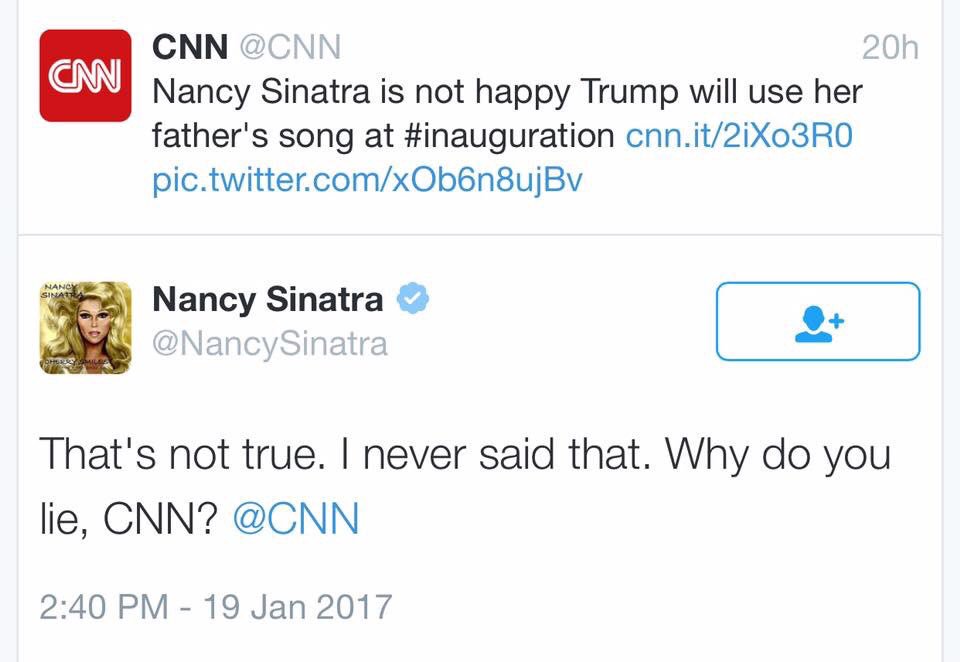 CNN
CNN @CNN 20h
Nancy Sinatra is not happy Trump will use her
father's song at #inauguration cnn.it/2iXo3R0
pic.twitter.com/xOb6n8ujBv
NANCY
SINATRA
CHERRY SMILES
Nancy Sinatra
@NancySinatra
That's not true. I never said that. Why do you
lie, CNN? @CNN
2:40 PM - 19 Jan 2017